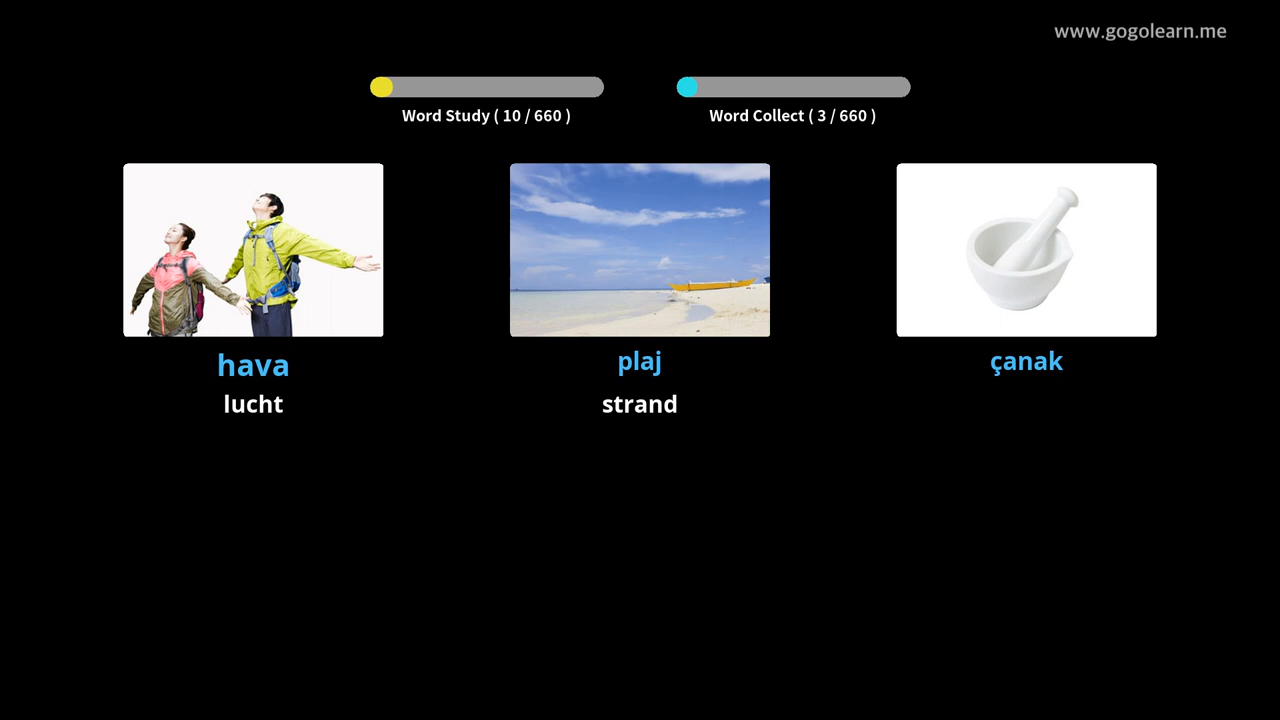 www.gogolearn.me
Word Study ( 10 / 660 )
Word Collect ( 3 / 660 )
hava
plaj
çanak
lucht
strand